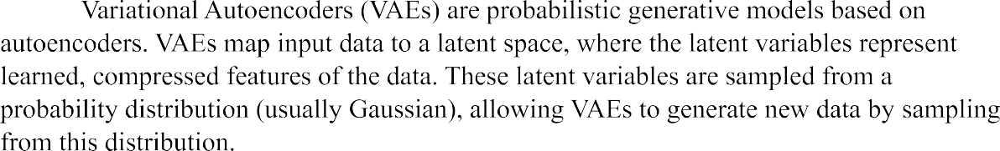 Variational Autoencoders (VAEs) are probabilistic generative models based on
autoencoders. VAEs map input data to a latent space, where the latent variables represent
learned, compressed features of the data. These latent variables are sampled from a
probability distribution (usually Gaussian), allowing VAEs to generate new data by sampling
from this distribution.